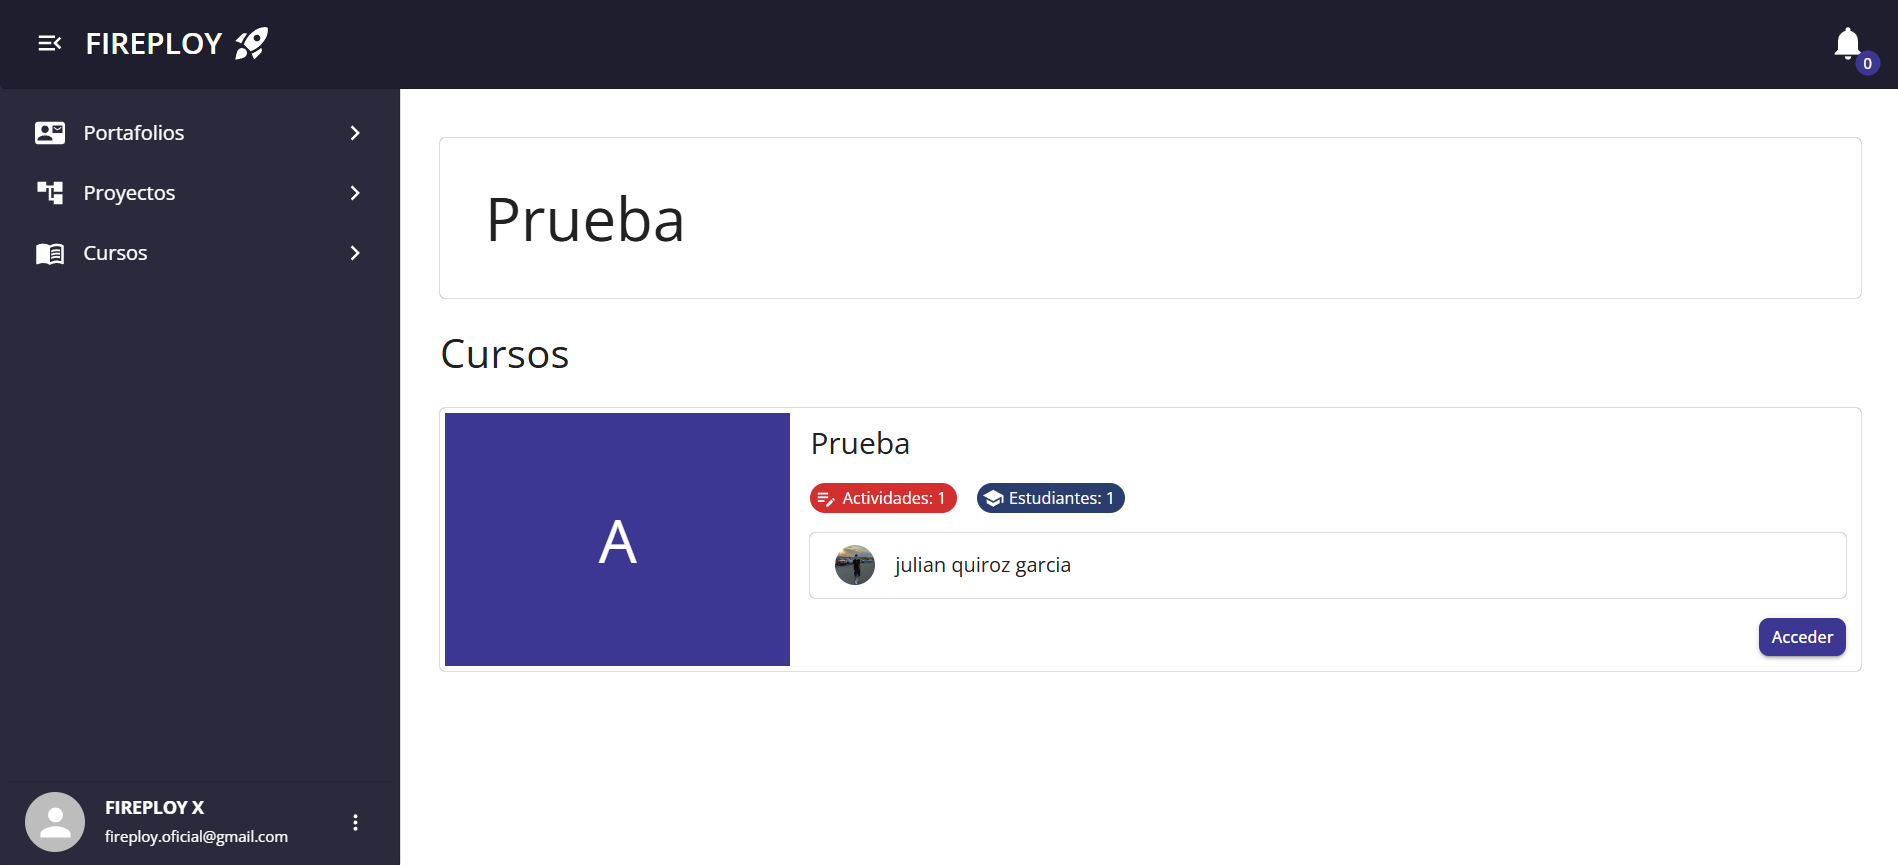 FIREPLOY
0
Portafolios
Proyectos
Cursos
Prueba
Cursos
A
Prueba
Actividades: 1
Estudiantes: 1
julian quiroz garcia
Acceder
FIREPLOY X
fireploy.oficial@gmail.com